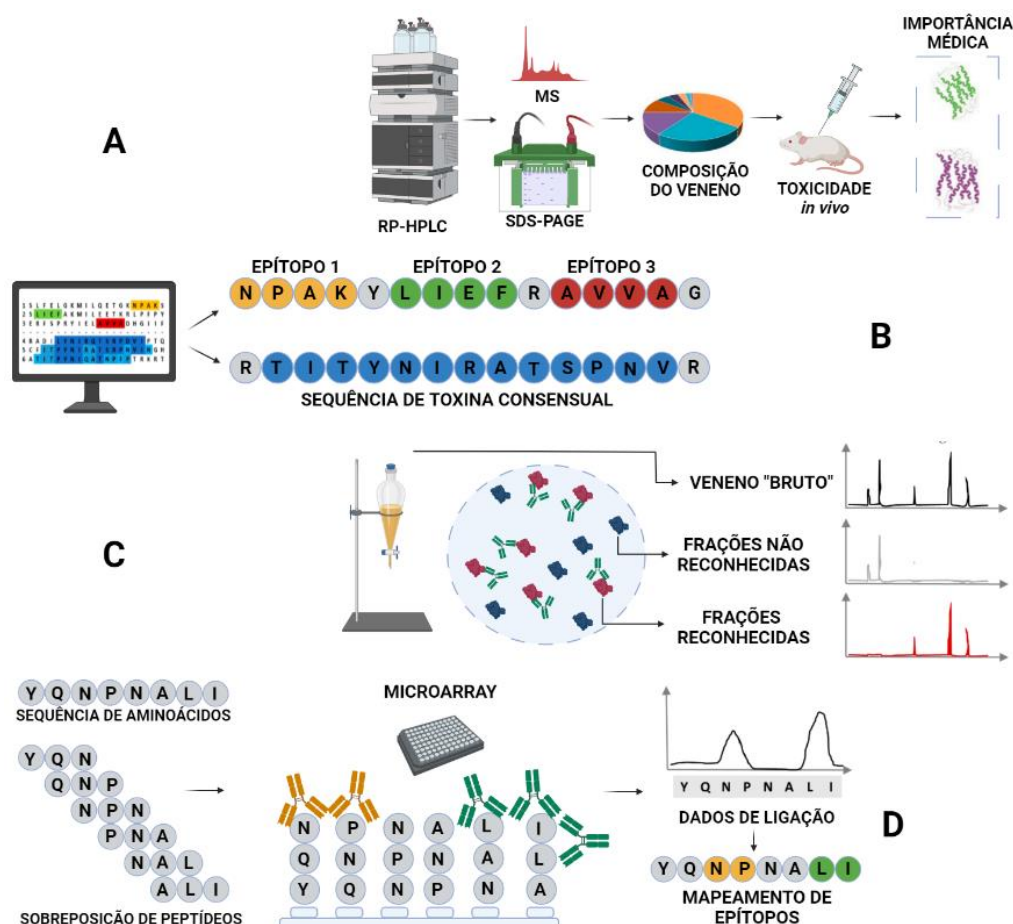 IMPORTÂNCIA
MÉDICA
A
MS
RP-HPLC
SDS-PAGE
COMPOSIÇÃO
DO VENENO
TOXICIDADE
in vivo
EPÍTOPO 1 EPÍTOPO 2 EPÍTOPO 3
N P A K Y L I E F R A V V A G
B
R T I T Y N I R A T S P N V R
SEQUÊNCIA DE TOXINA CONSENSUAL
C
VENENO "BRUTO"
FRAÇÕES NÃO
RECONHECIDAS
FRAÇÕES
RECONHECIDAS
Y Q N P N A L I
SEQUÊNCIA DE AMINOÁCIDOS
Y Q N
Q N P
N P N
P N A
N A L
A L I
SOBREPOSIÇÃO DE PEPTÍDEOS
MICROARRAY
N P N A L I
Q N P N A L
Y Q N P N A
Y Q N P N A L I
DADOS DE LIGAÇÃO
D
Y Q N P N A L I
MAPEAMENTO DE
EPÍTOPOS